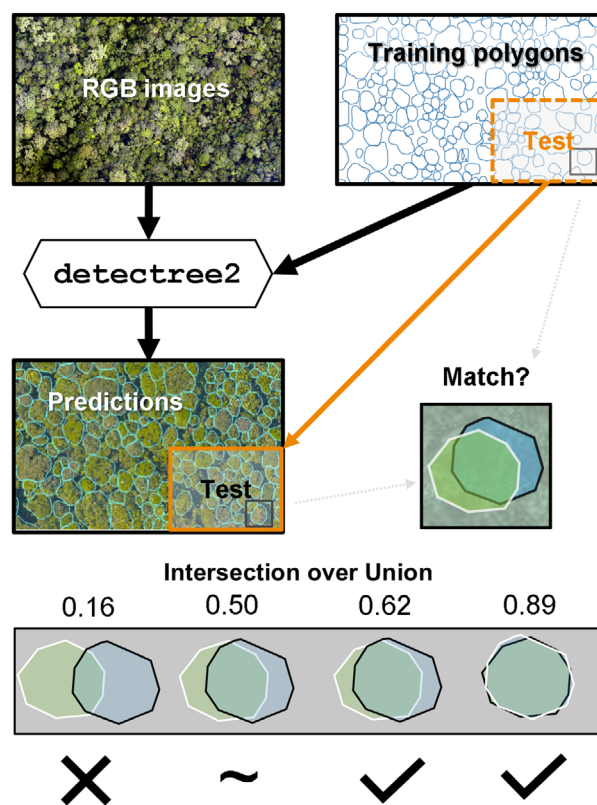 RGB images
Training polygons
Test
detectree2
Predictions
Test
Match?
Intersection over Union
0.16 0.50 0.62 0.89
~